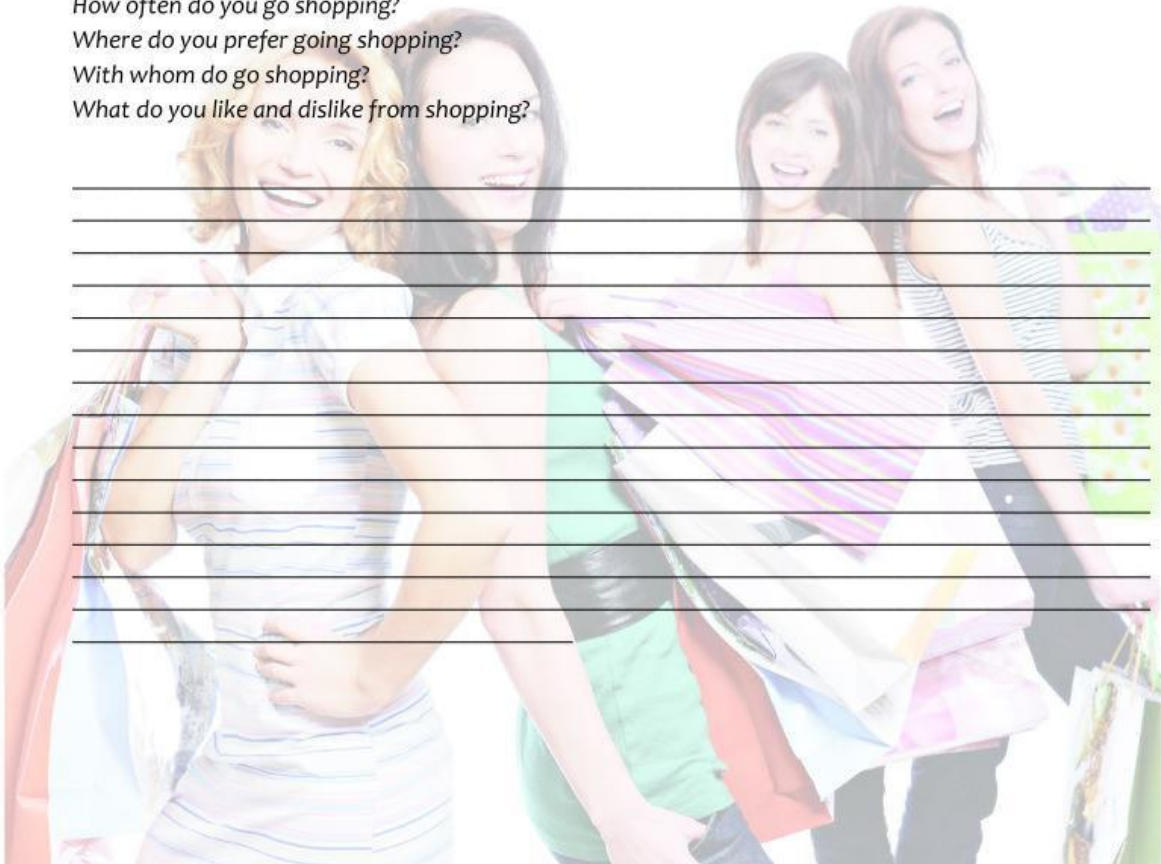 How often do you go shopping?
Where do you prefer going shopping?
With whom do go shopping?
What do you like and dislike from shopping?